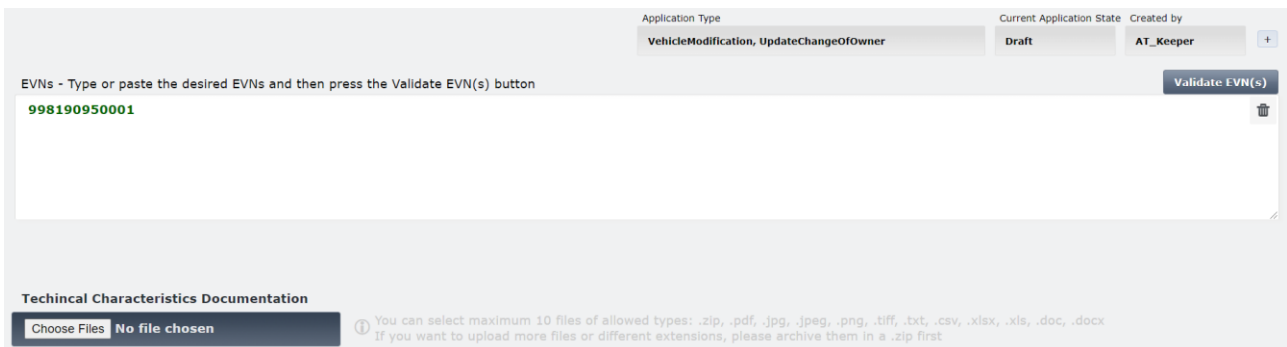 Application Type
Current Application State
Created by
VehicleModification, UpdateChangeOfOwner
Draft
AT_Keeper
+
EVNs - Type or paste the desired EVNs and then press the Validate EVN(s) button
Validate EVN(s)
998190950001
Techincal Characteristics Documentation
Choose Files No file chosen
You can select maximum 10 files of allowed types: .zip, .pdf, .jpg, .jpeg, .png, .tiff, .txt, .csv, .xlsx, .xls, .doc, .docx
If you want to upload more files or different extensions, please archive them in a .zip first